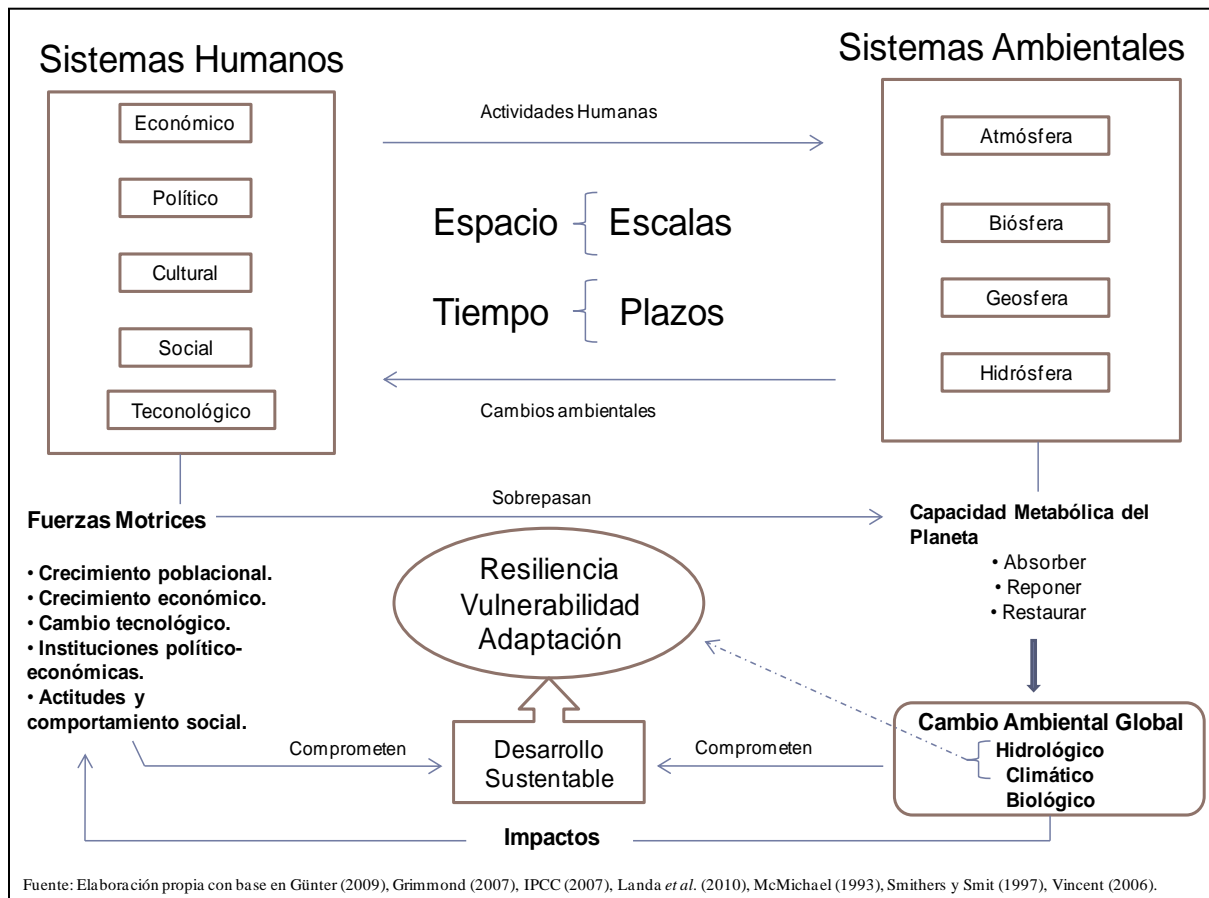 Sistemas Humanos
Económico
Político
Cultural
Social
Teconológico
Actividades Humanas
Espacio
Escalas
Tiempo
Plazos
Cambios ambientales
Sistemas Ambientales
Atmósfera
Biósfera
Geosfera
Hidrósfera
Fuerzas Motrices
• Crecimiento poblacional.
• Crecimiento económico.
• Cambio tecnológico.
• Instituciones político-
económicas.
• Actitudes y
comportamiento social.
Sobrepasan
Resiliencia
Vulnerabilidad
Adaptación
Capacidad Metabólica del
Planeta
• Absorber
• Reponer
• Restaurar
Comprometen
Desarrollo
Sustentable
Comprometen
Cambio Ambiental Global
Hidrológico
Climático
Biológico
Impactos
Fuente: Elaboración propia con base en Günter (2009), Grimmond (2007), IPCC (2007), Landa et al. (2010), McMichael (1993), Smithers y Smit (1997), Vincent (2006).